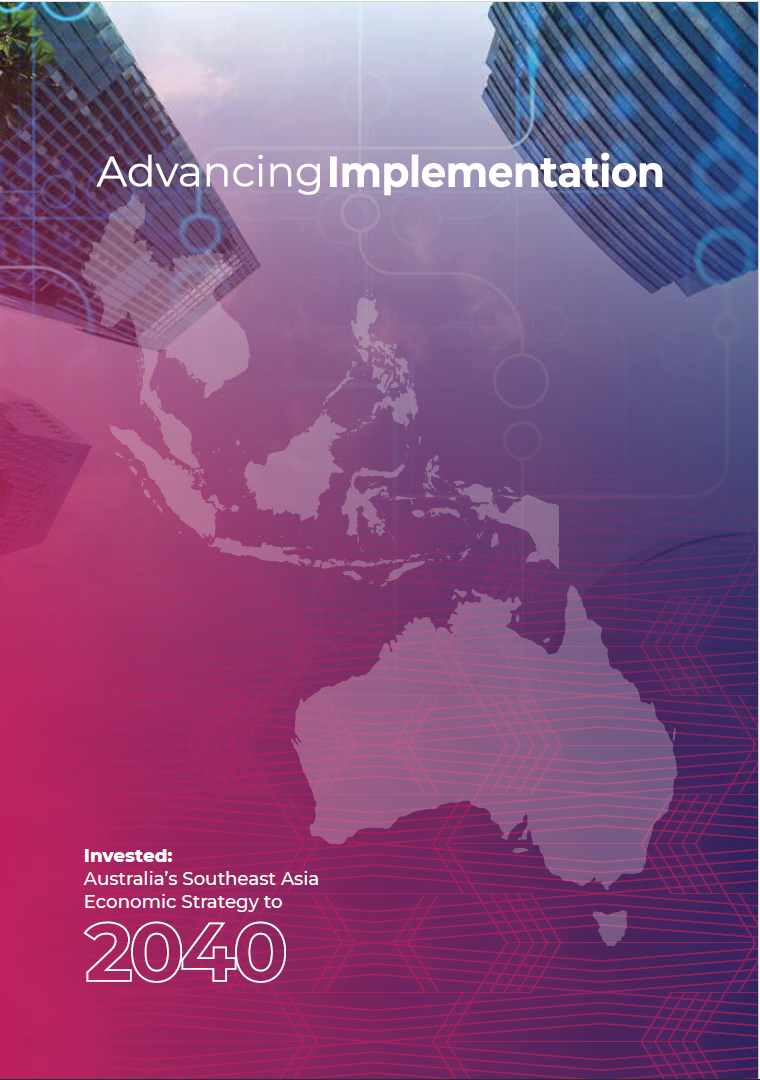 Advancing Implementation
Invested:
Australia's Southeast Asia
Economic Strategy to
2040